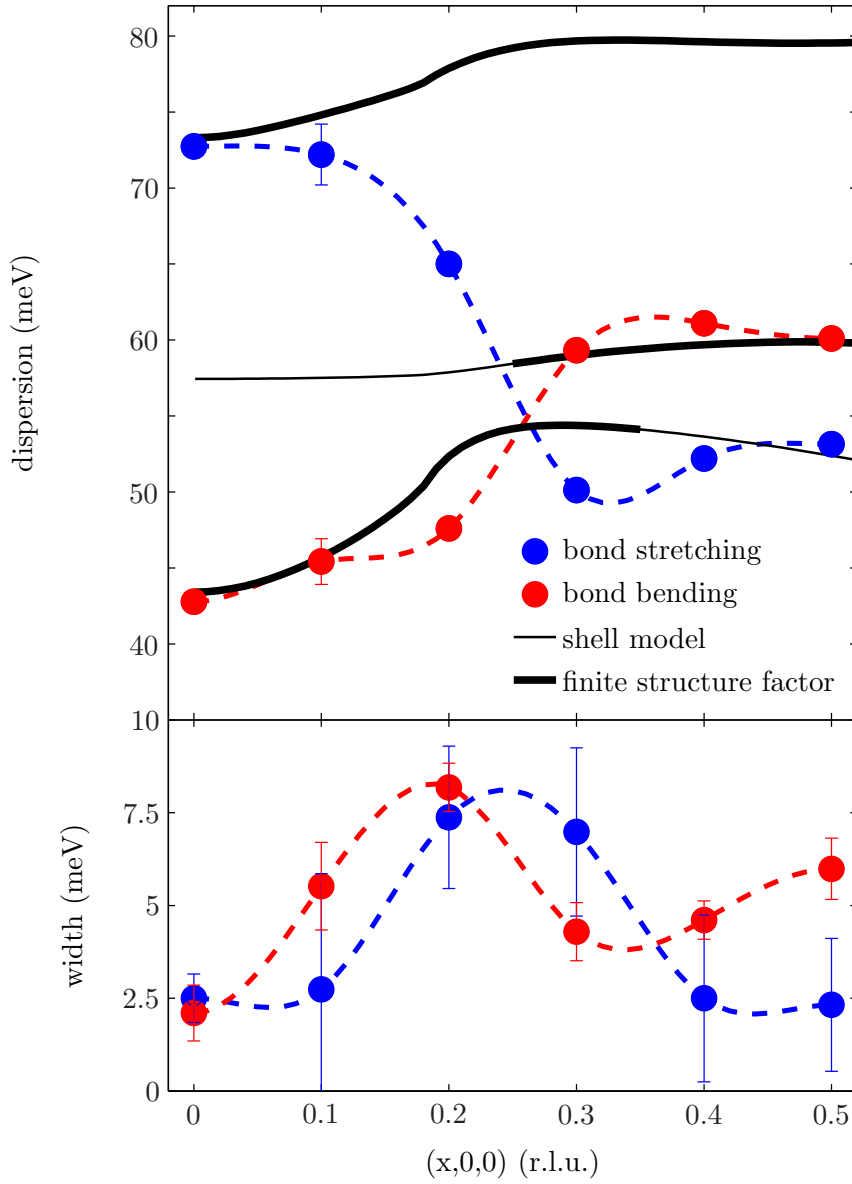 80
70
60
50
40
dispersion (meV)
bond stretching
bond bending
shell model
finite structure factor
10
7.5
5
2.5
0
width (meV)
0 0.1 0.2 0.3 0.4 0.5
(x,0,0) (r.l.u.)